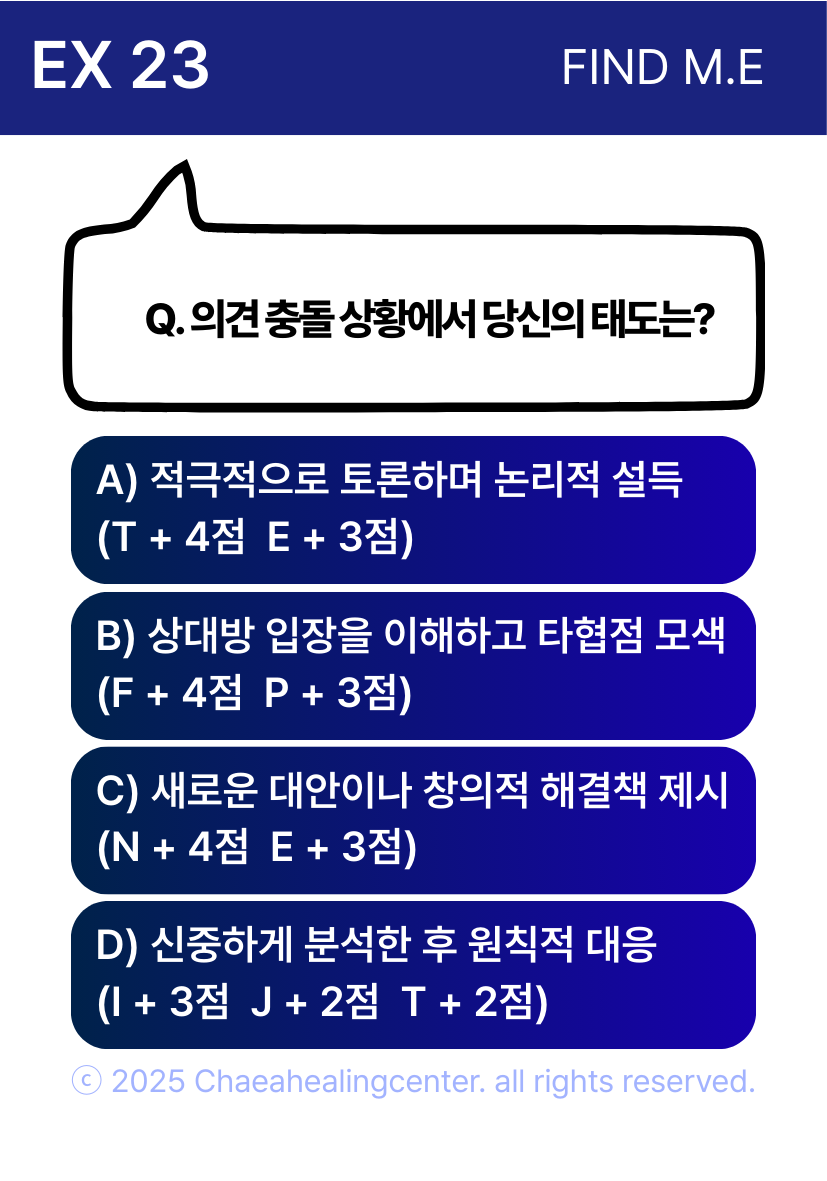 EX 23
FIND M.E
Q. 의견 충돌 상황에서 당신의 태도는?
A) 적극적으로 토론하며 논리적 설득
(T + 4점 E + 3점)
B) 상대방 입장을 이해하고 타협점 모색
(F + 4점 P + 3점)
C) 새로운 대안이나 창의적 해결책 제시
(N + 4점 E + 3점)
D) 신중하게 분석한 후 원칙적 대응
(I + 3점 J + 2점 T + 2점)
ⓒ 2025 Chaeahealingcenter. all rights reserved.